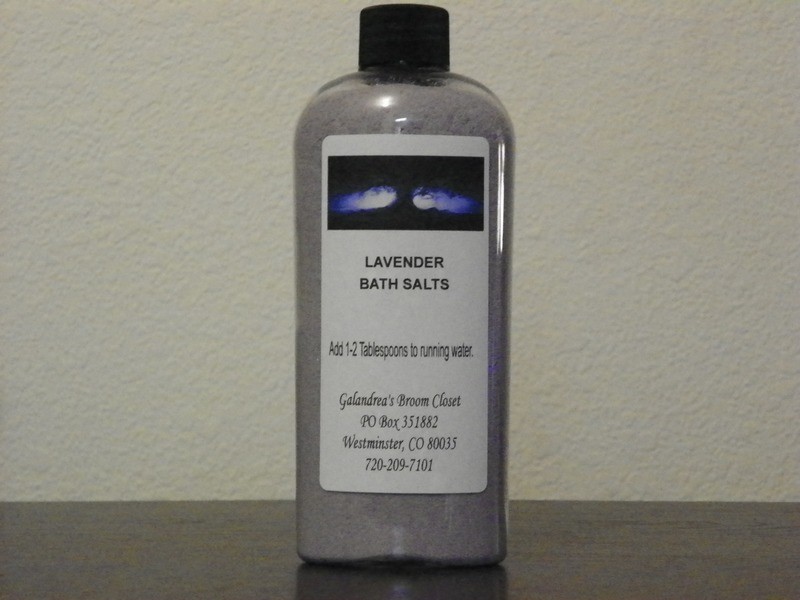 LAVENDER
BATH SALTS
Add 1-2 Tablespoons to running water.
Galandrea's Broom Closet
PO Box 351882
Westminster, CO 80035
720-209-7101